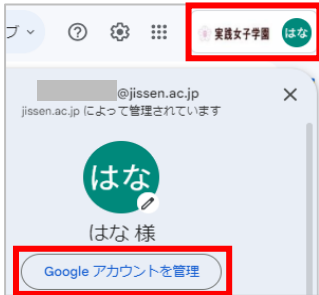 ブ
実践女子学園 はな
@jissen.ac.jp
jissen.ac.jp によって管理されています
はな
はな 様
Google アカウントを管理